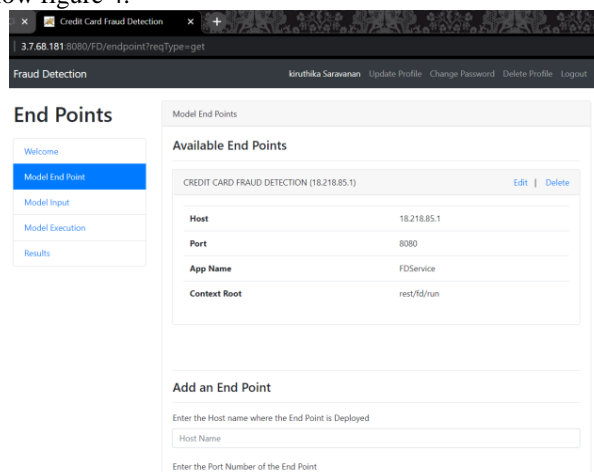 ow figure 4.
Credit Card Fraud Detection
3.7.68.181:8080/FD/endpoint?reqType=get
Fraud Detection kiruthika Saravanan Update Profile Change Password Delete Profile Logout
End Points
Welcome
Model End Point
Model Input
Model Execution
Results
Model End Points
Available End Points
CREDIT CARD FRAUD DETECTION (18.218.85.1) Edit | Delete
Host 18.218.85.1
Port 8080
App Name FDService
Context Root rest/fd/run
Add an End Point
Enter the Host name where the End Point is Deployed
Host Name
Enter the Port Number of the End Point